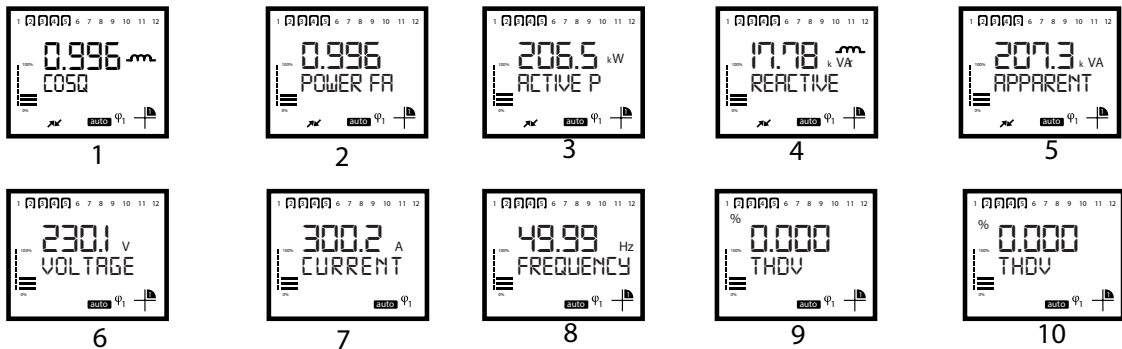 1 2 3 4 5 6 7 8 9 10 11 12
0.996
100%
COSQ
0%
auto φ1 1
1
1 2 3 4 5 6 7 8 9 10 11 12
0.996
100%
POWER FA
0%
auto φ1 1
2
1 2 3 4 5 6 7 8 9 10 11 12
206.5 kW
100%
ACTIVE P
0%
auto φ1 1
3
1 2 3 4 5 6 7 8 9 10 11 12
17.78 k VAr
100%
REACTIVE
0%
auto φ1 1
4
1 2 3 4 5 6 7 8 9 10 11 12
207.3 k VA
100%
APPARENT
0%
auto φ1 1
5
1 2 3 4 5 6 7 8 9 10 11 12
230.1 V
100%
VOLTAGE
0%
auto φ1 1
6
1 2 3 4 5 6 7 8 9 10 11 12
300.2 A
100%
CURRENT
0%
auto φ1
7
1 2 3 4 5 6 7 8 9 10 11 12
49.99 Hz
100%
FREQUENCY
0%
auto φ1 1
8
1 2 3 4 5 6 7 8 9 10 11 12
%
0.000
100%
THDV
0%
auto φ1 1
9
1 2 3 4 5 6 7 8 9 10 11 12
%
0.000
100%
THDV
0%
auto φ1 1
10